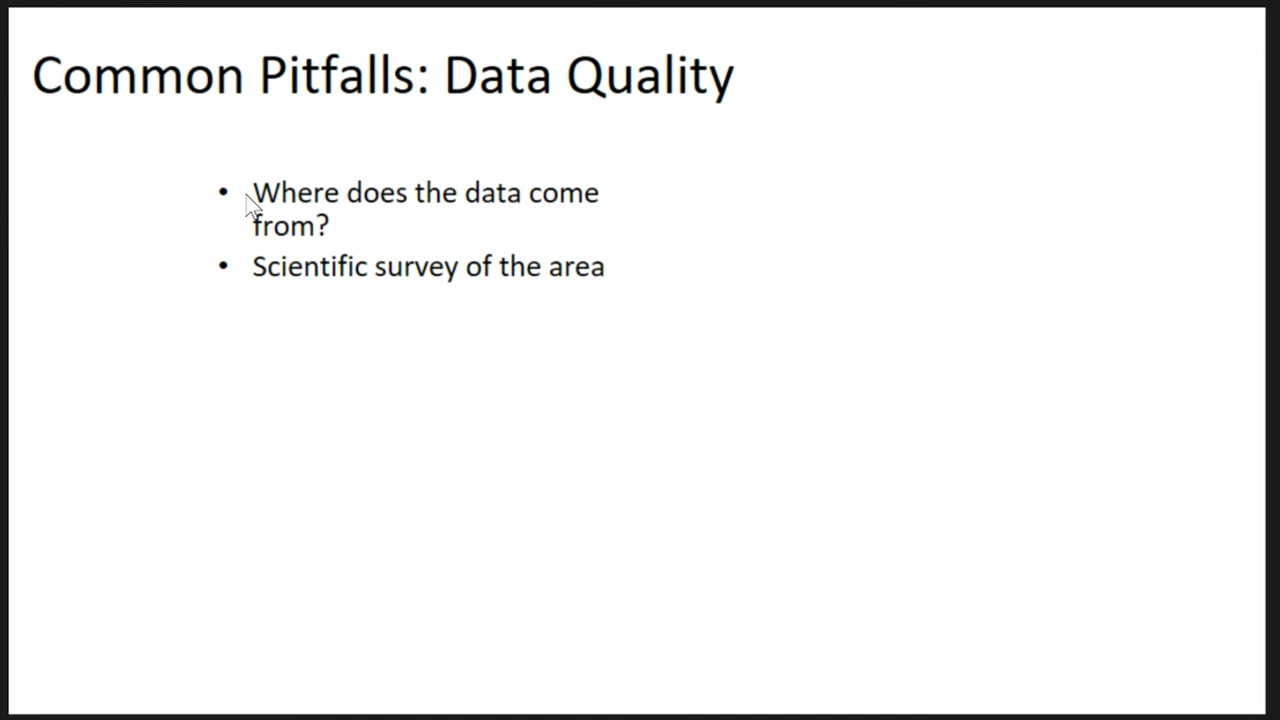 Common Pitfalls: Data Quality
• Where does the data come
from?
• Scientific survey of the area